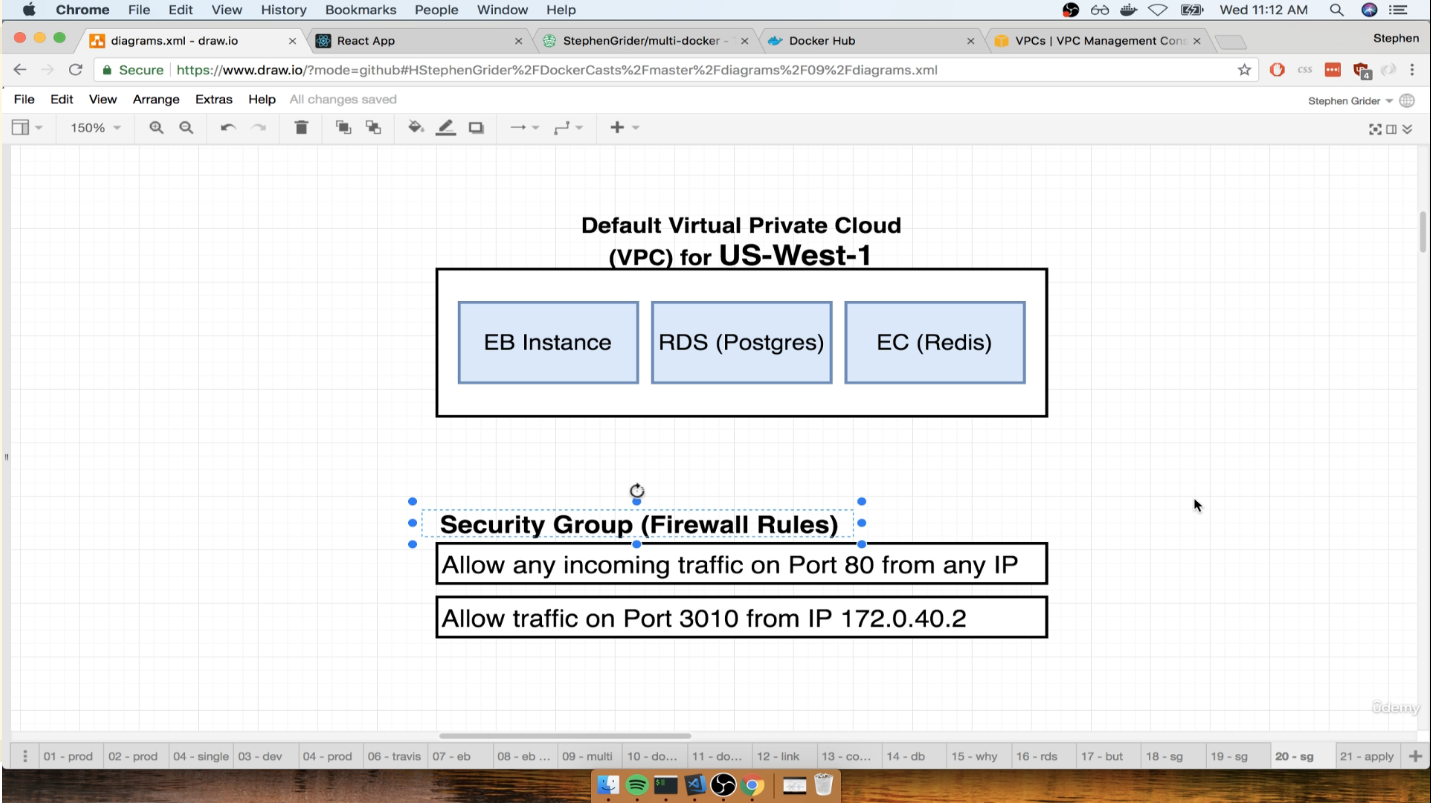 Chrome File Edit View History Bookmarks People Window Help Wed 11:12 AM
diagrams.xml - draw.io React App StephenGrider/multi-docker - Docker Hub VPCs | VPC Management Con Stephen
Secure https://www.draw.io/?mode=github#HStephenGrider%2FDockerCasts%2Fmaster%2Fdiagrams%2F09%2Fdiagrams.xml css 4
File Edit View Arrange Extras Help All changes saved Stephen Grider
150%
Default Virtual Private Cloud
(VPC) for US-West-1
EB Instance RDS (Postgres) EC (Redis)
Security Group (Firewall Rules)
Allow any incoming traffic on Port 80 from any IP
Allow traffic on Port 3010 from IP 172.0.40.2
ûdemy
01 - prod 02 - prod 04 - single 03 - dev 04 - prod 06 - travis 07 - eb 08 - eb ... 09 - multi 10 - do... 11 - do... 12 - link 13 - co... 14 - db 15 - why 16 - rds 17 - but 18 - sg 19 - sg 20 - sg 21 - apply